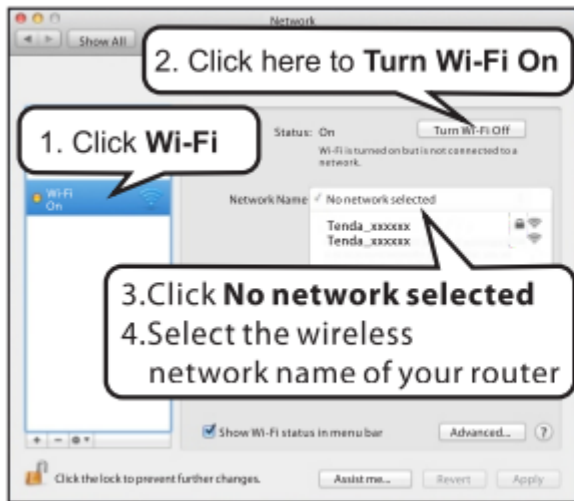 Network
Show All
2. Click here to Turn Wi-Fi On
1. Click Wi-Fi
Status: On
Turn Wi-Fi Off
Wi-Fi is turned on but is not connected to a
network.
Wi-Fi
On
Network Name
✓ No network selected
Tenda_xxxxxx
Tenda_xxxxxx
3.Click No network selected
4.Select the wireless
network name of your router
Show Wi-Fi status in menu bar
Advanced...
?
Click the lock to prevent further changes.
Assist me...
Revert
Apply